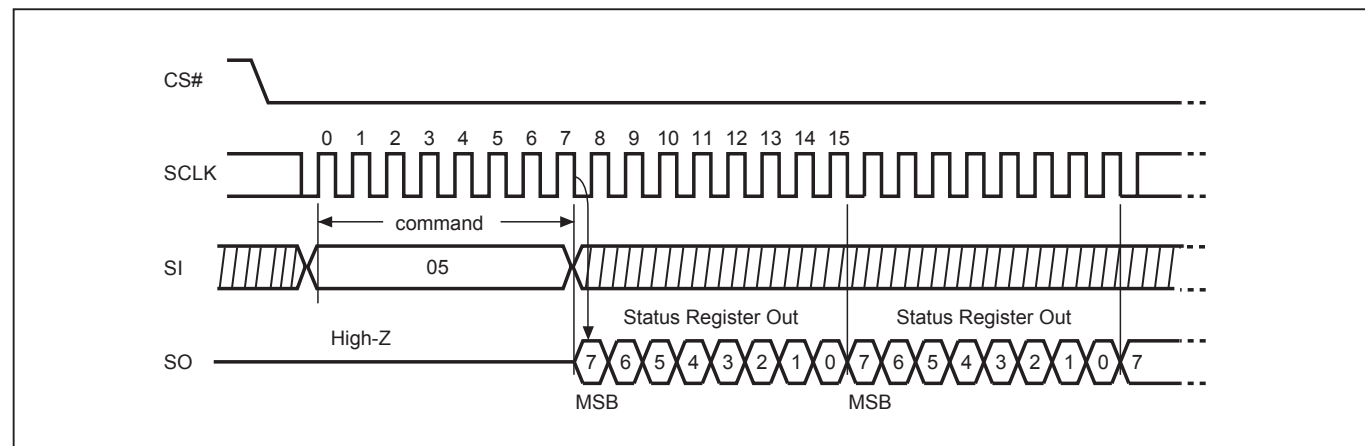 CS#
0 1 2 3 4 5 6 7 8 9 10 11 12 13 14 15
SCLK
command
SI
05
Status Register Out Status Register Out
High-Z
SO
7 6 5 4 3 2 1 0 7 6 5 4 3 2 1 0 7
MSB MSB